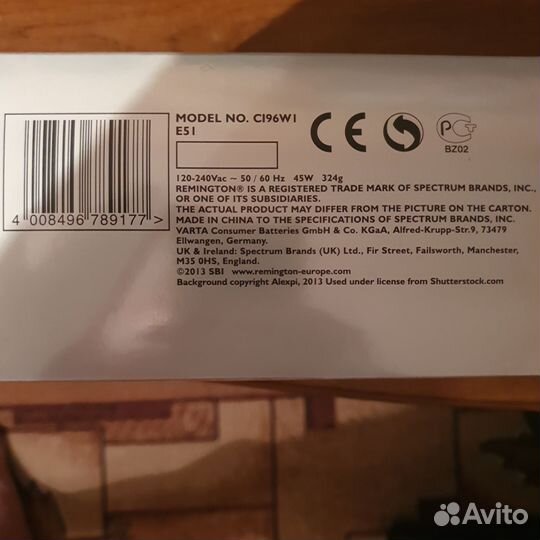 MODEL NO. CI96W1
E51
CE
PG
BZ02
120-240Vac ~ 50 / 60 Hz 45W 324g
REMINGTON® IS A REGISTERED TRADE MARK OF SPECTRUM BRANDS, INC.,
OR ONE OF ITS SUBSIDIARIES.
THE ACTUAL PRODUCT MAY DIFFER FROM THE PICTURE ON THE CARTON.
MADE IN CHINA TO THE SPECIFICATIONS OF SPECTRUM BRANDS, INC.
VARTA Consumer Batteries GmbH & Co. KGaA, Alfred-Krupp-Str.9, 73479
Ellwangen, Germany.
UK & Ireland: Spectrum Brands (UK) Ltd., Fir Street, Failsworth, Manchester,
M35 0HS, England.
©2013 SBI www.remington-europe.com
Background copyright Alexpi, 2013 Used under license from Shutterstock.com
4 008496 789177 >
Avito